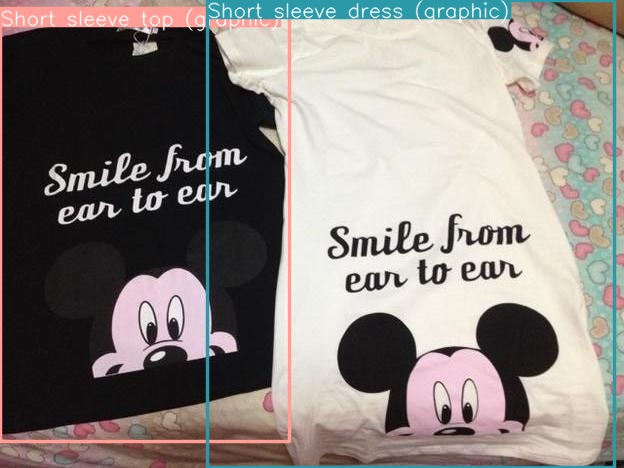 Short sleeve top (graphic)
Short sleeve dress (graphic)
Smile from
ear to ear
Smile from
ear to ear